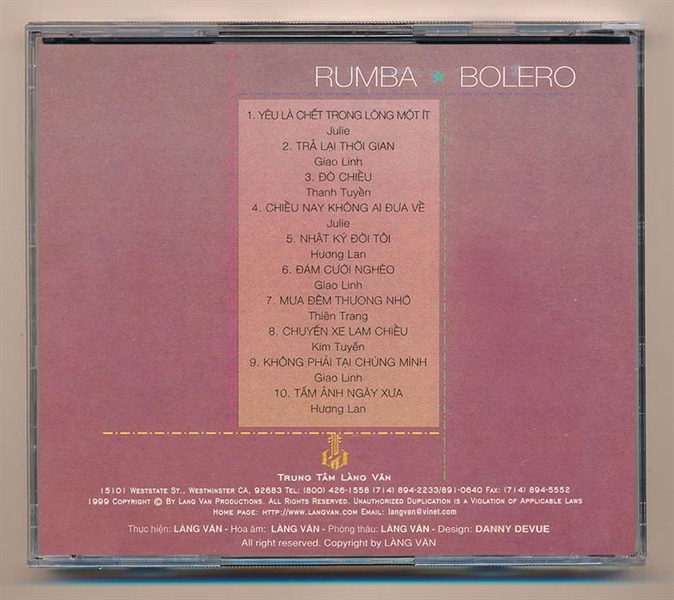 RUMBA ★ BOLERO
1. YÊU LÀ CHẾT TRONG LÒNG MỘT ÍT
Julie
2. TRẢ LẠI THỜI GIAN
Giao Linh
3. ĐÒ CHIỀU
Thanh Tuyền
4. CHIỀU NAY KHÔNG AI ĐƯA VỀ
Julie
5. NHẬT KÝ ĐỜI TÔI
Hương Lan
6. ĐÁM CƯỚI NGHÈO
Giao Linh
7. MƯA ĐÊM THƯƠNG NHỚ
Thiên Trang
8. CHUYẾN XE LAM CHIỀU
Kim Tuyến
9. KHÔNG PHẢI TẠI CHÚNG MÌNH
Giao Linh
10. TẤM ẢNH NGÀY XƯA
Hương Lan
TRUNG TÂM LÀNG VĂN
15101 WESTSTATE ST., WESTMINSTER CA, 92683 TEL: (800) 426-1558 (714) 894-2233/891-0640 FAX: (714) 894-5552
1999 COPYRIGHT © BY LANG VAN PRODUCTIONS. ALL RIGHTS RESERVED. UNAUTHORIZED DUPLICATION IS A VIOLATION OF APPLICABLE LAWS
HOME PAGE: HTTP://WWW.LANGVAN.COM EMAIL: langvan@vinet.com
Thực hiện: LÀNG VĂN - Hòa âm: LÀNG VĂN - Phòng thâu: LÀNG VĂN - Design: DANNY DEVUE
All right reserved. Copyright by LÀNG VĂN